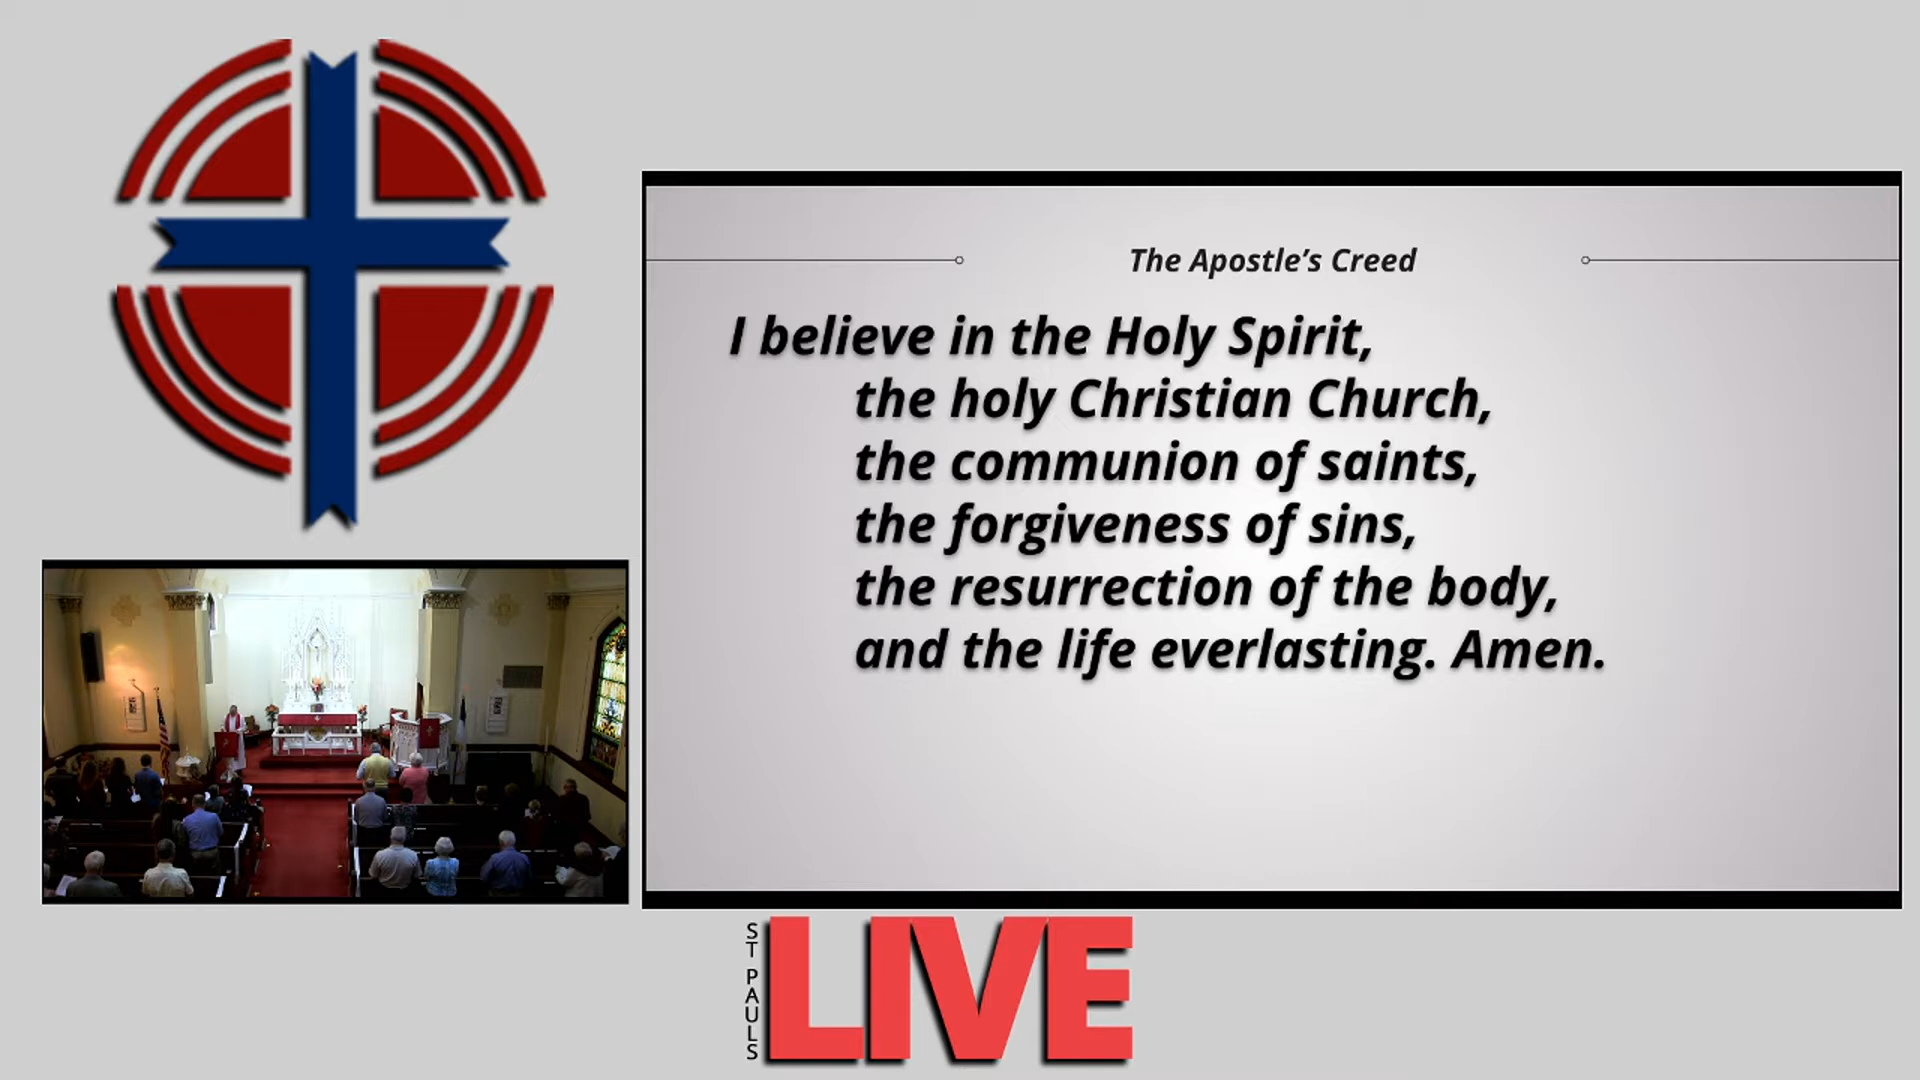 The Apostle’s Creed
I believe in the Holy Spirit,
the holy Christian Church,
the communion of saints,
the forgiveness of sins,
the resurrection of the body,
and the life everlasting. Amen.
ST PAULS
LIVE